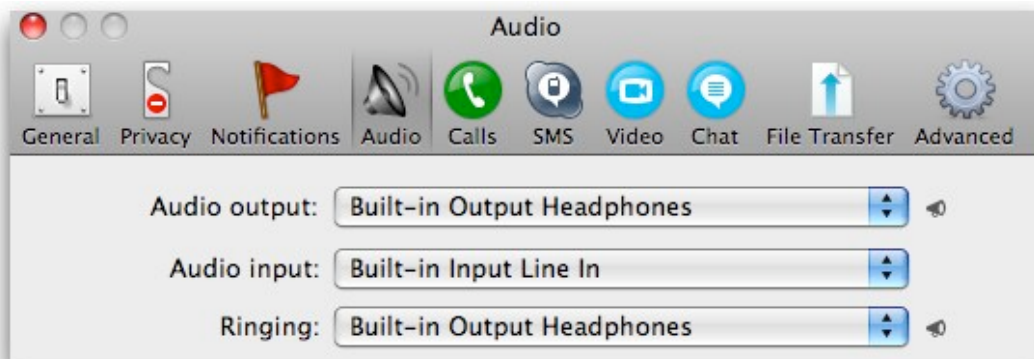 Audio
General Privacy Notifications Audio Calls SMS Video Chat File Transfer Advanced
Audio output: Built-in Output Headphones
Audio input: Built-in Input Line In
Ringing: Built-in Output Headphones